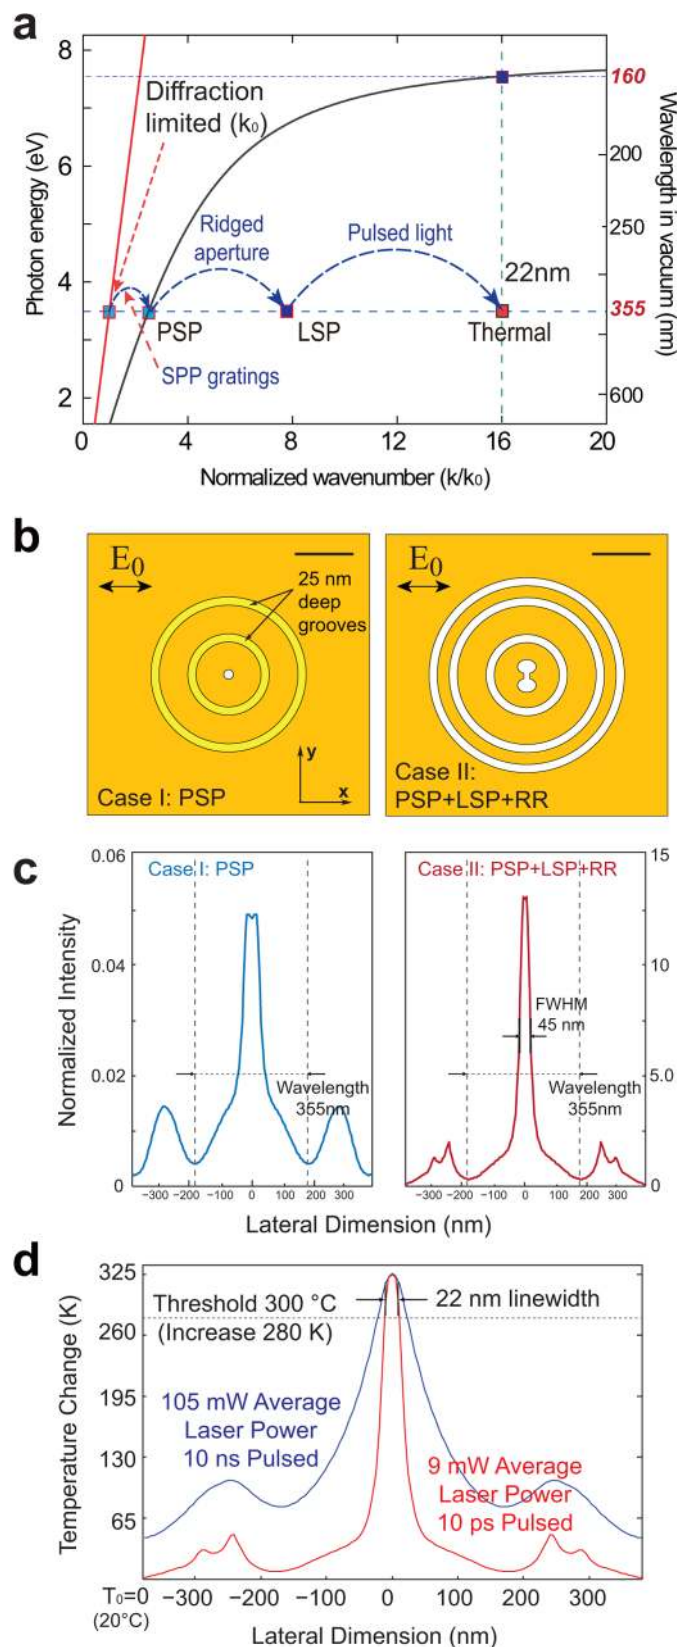 a
8
6
4
2
Photon energy (eV)
Diffraction
limited (k₀)
Ridged
aperture
Pulsed light
22nm
PSP
LSP
Thermal
SPP gratings
160
200
250
355
600
Wavelength in
vacuum (nm)
0
4
8
12
16
20
Normalized wavenumber (k/k₀)
b
E₀
25 nm
deep
grooves
y
x
Case I: PSP
E₀
Case II:
PSP+LSP+RR
c
0.06
0.04
0.02
0
Normalized Intensity
Case I: PSP
Wavelength
355nm
−300 −200 −100 0 100 200 300
Case II: PSP+LSP+RR
FWHM
45 nm
Wavelength
355nm
15
10
5.0
0
−300 −200 −100 0 100 200 300
Lateral Dimension (nm)
d
325
260
195
130
65
T₀=0
(20°C)
Temperature Change (K)
Threshold 300 °C
(Increase 280 K)
22 nm linewidth
105 mW Average
Laser Power
10 ns Pulsed
9 mW Average
Laser Power
10 ps Pulsed
−300 −200 −100 0 100 200 300
Lateral Dimension (nm)